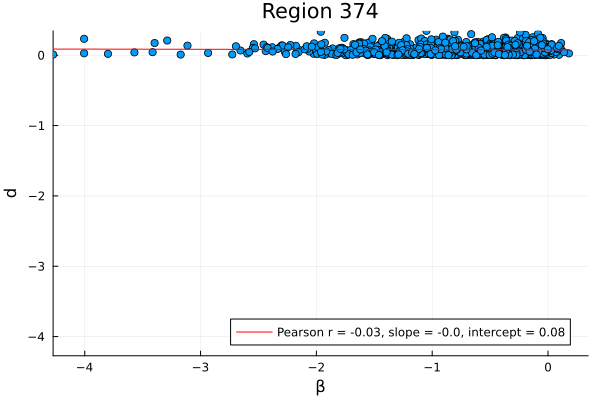 Region 374
0
−1
−2
−3
−4
d
Pearson r = -0.03, slope = -0.0, intercept = 0.08
−4 −3 −2 −1 0
β